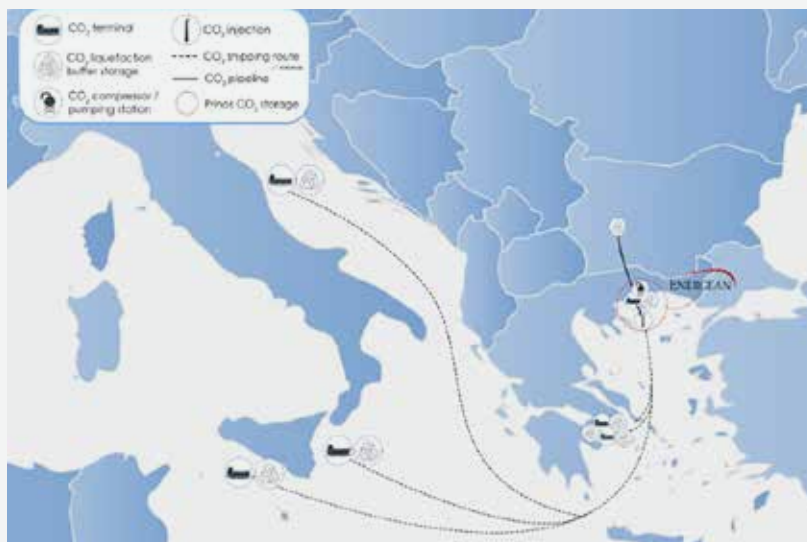 CO₂ terminal
CO₂ liquefaction
buffer storage
CO₂ compressor /
pumping station
CO₂ injection
CO₂ shipping route
CO₂ pipeline
Prinos CO₂ storage
ENERGEAN